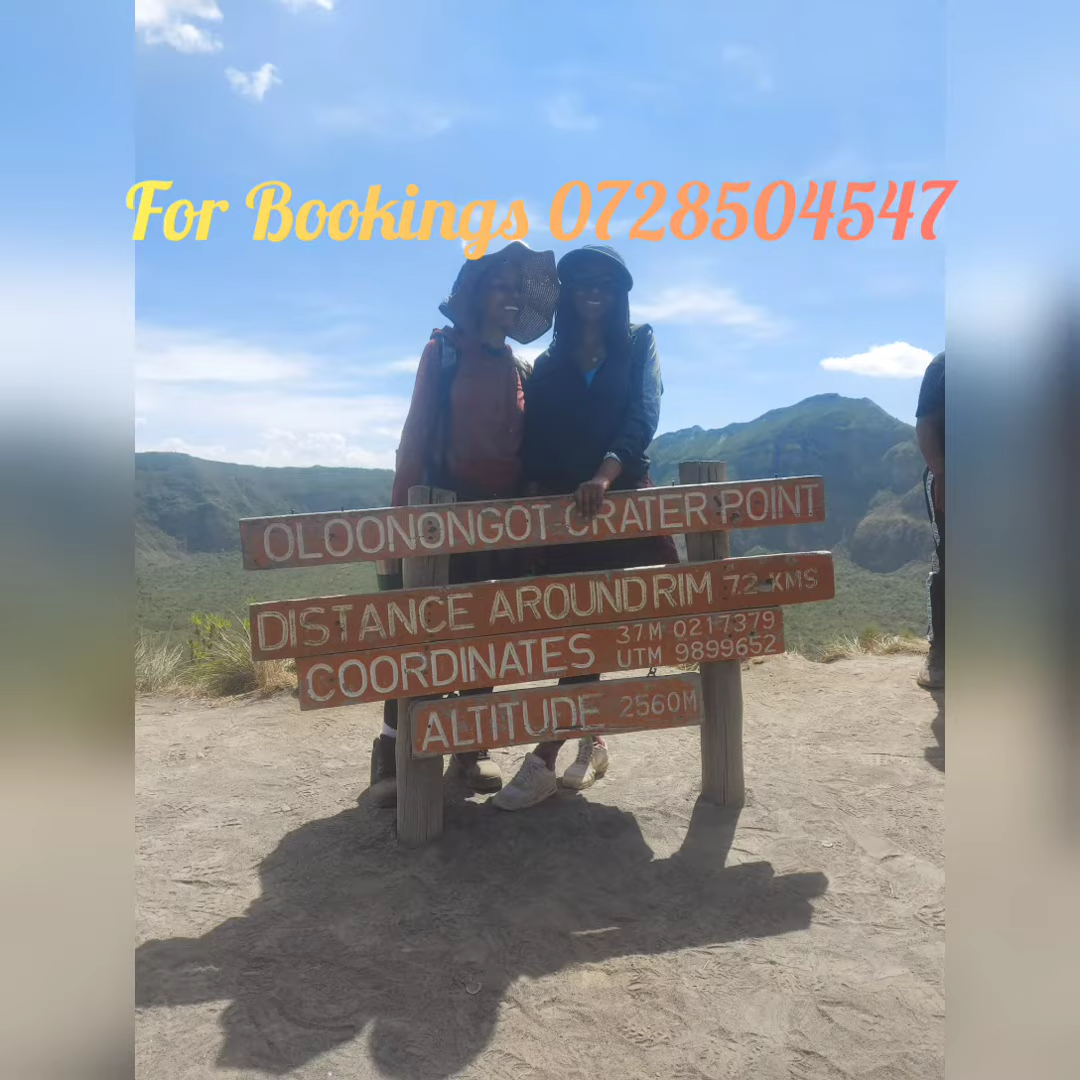 For Bookings 0728504547
OLOONONGOT CRATER POINT
DISTANCE AROUND RIM 7.2 KMS
COORDINATES 37M 0217379
UTM 9899652
ALTITUDE 2560M